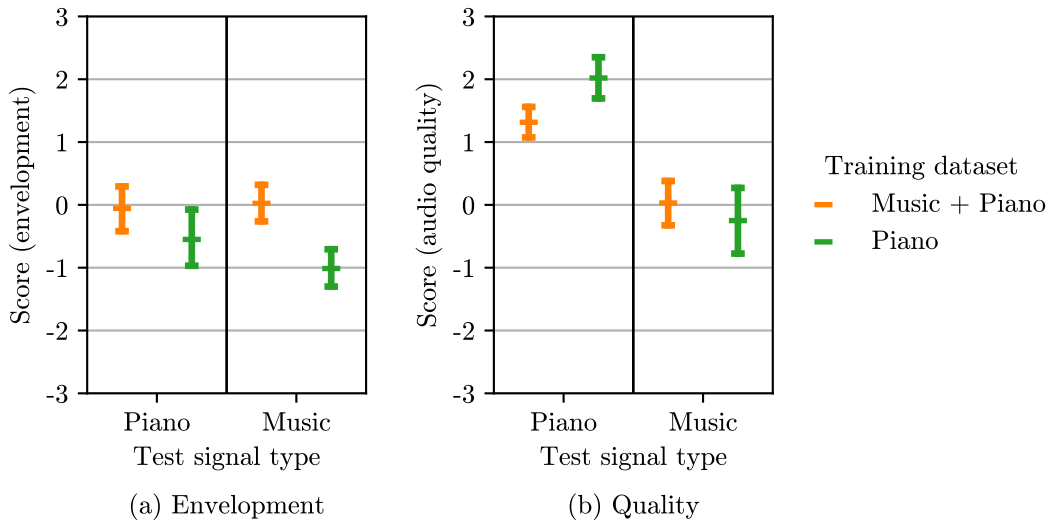 Score (envelopment)
3
2
1
0
-1
-2
-3
Piano
Music
Test signal type
(a) Envelopment
Score (audio quality)
3
2
1
0
-1
-2
-3
Piano
Music
Test signal type
(b) Quality
Training dataset
Music + Piano
Piano